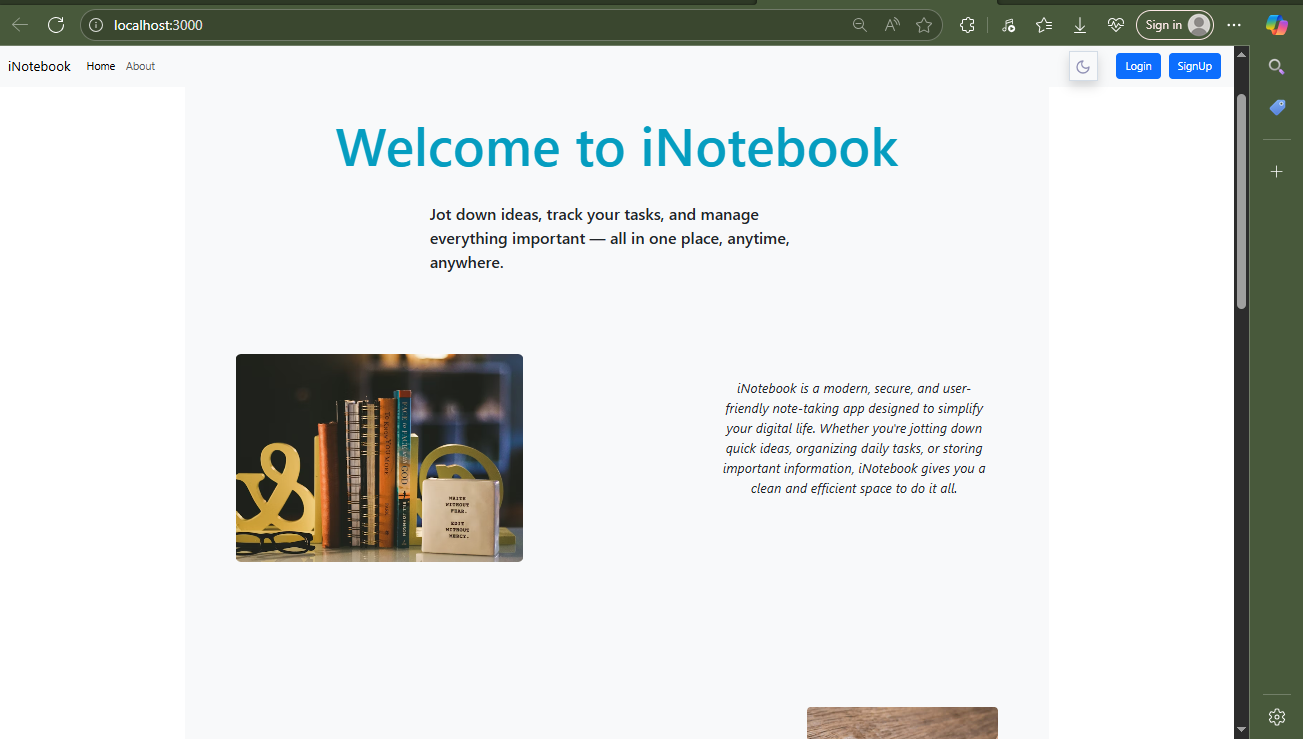 localhost:3000
Sign in
iNotebook Home About Login SignUp
Welcome to iNotebook
Jot down ideas, track your tasks, and manage
everything important — all in one place, anytime,
anywhere.
iNotebook is a modern, secure, and user-
friendly note-taking app designed to simplify
your digital life. Whether you're jotting down
quick ideas, organizing daily tasks, or storing
important information, iNotebook gives you a
clean and efficient space to do it all.
WRITE
WITHOUT
FEAR.
EDIT
WITHOUT
MERCY.